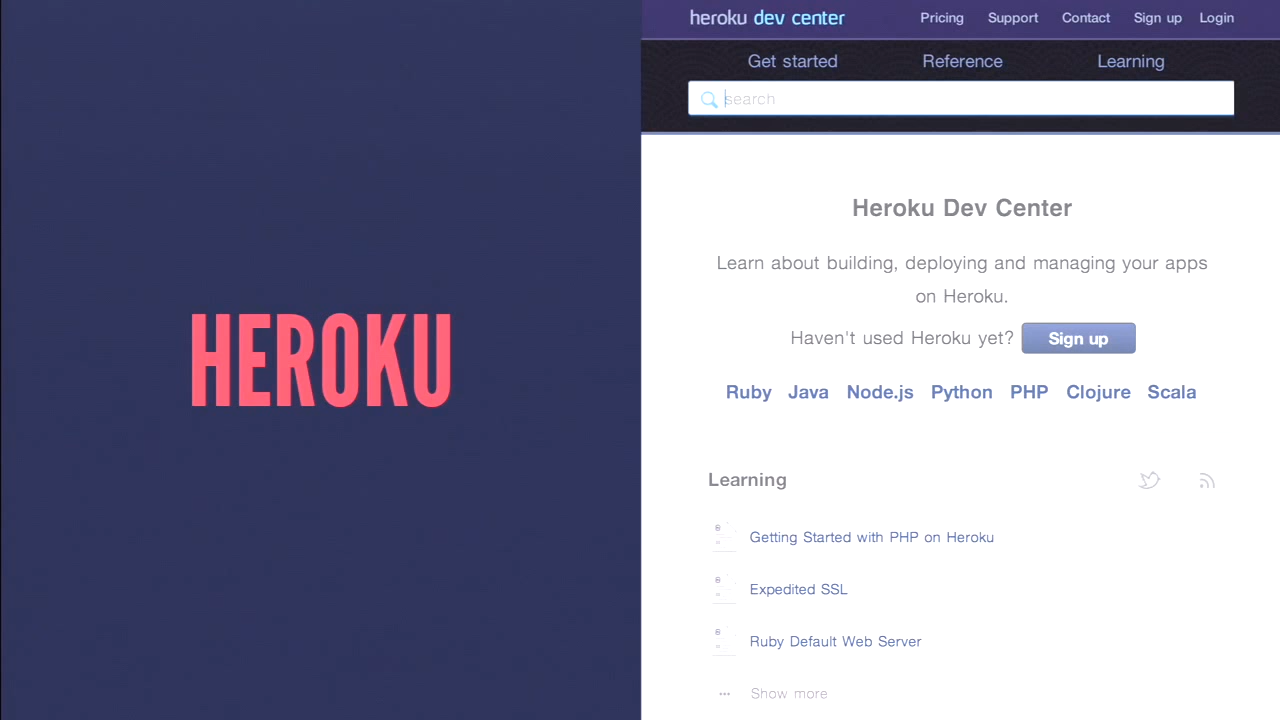 HEROKU
heroku dev center
Pricing Support Contact Sign up Login
Get started Reference Learning
search
Heroku Dev Center
Learn about building, deploying and managing your apps
on Heroku.
Haven't used Heroku yet? Sign up
Ruby Java Node.js Python PHP Clojure Scala
Learning
Getting Started with PHP on Heroku
Expedited SSL
Ruby Default Web Server
Show more